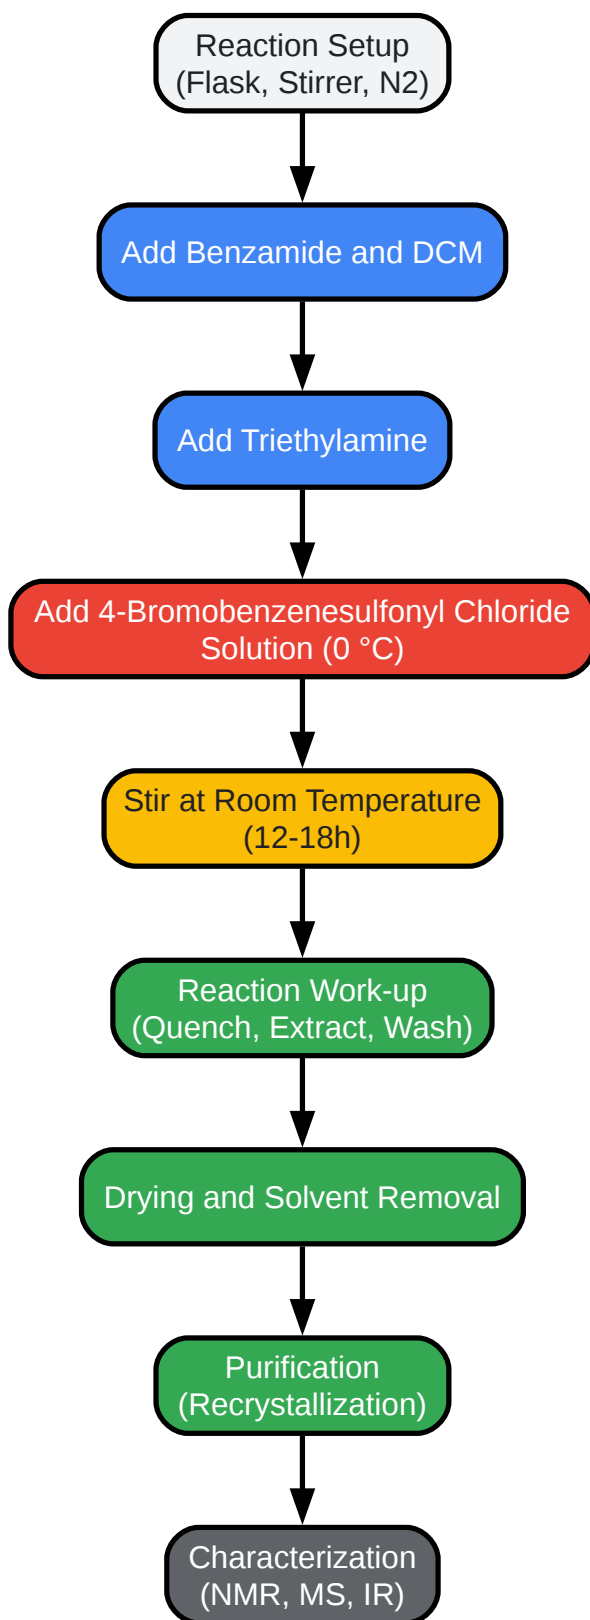 Reaction Setup
(Flask, Stirrer, N2)
Add Benzamide and DCM
Add Triethylamine
Add 4-Bromobenzenesulfonyl Chloride
Solution (0 °C)
Stir at Room Temperature
(12-18h)
Reaction Work-up
(Quench, Extract, Wash)
Drying and Solvent Removal
Purification
(Recrystallization)
Characterization
(NMR, MS, IR)